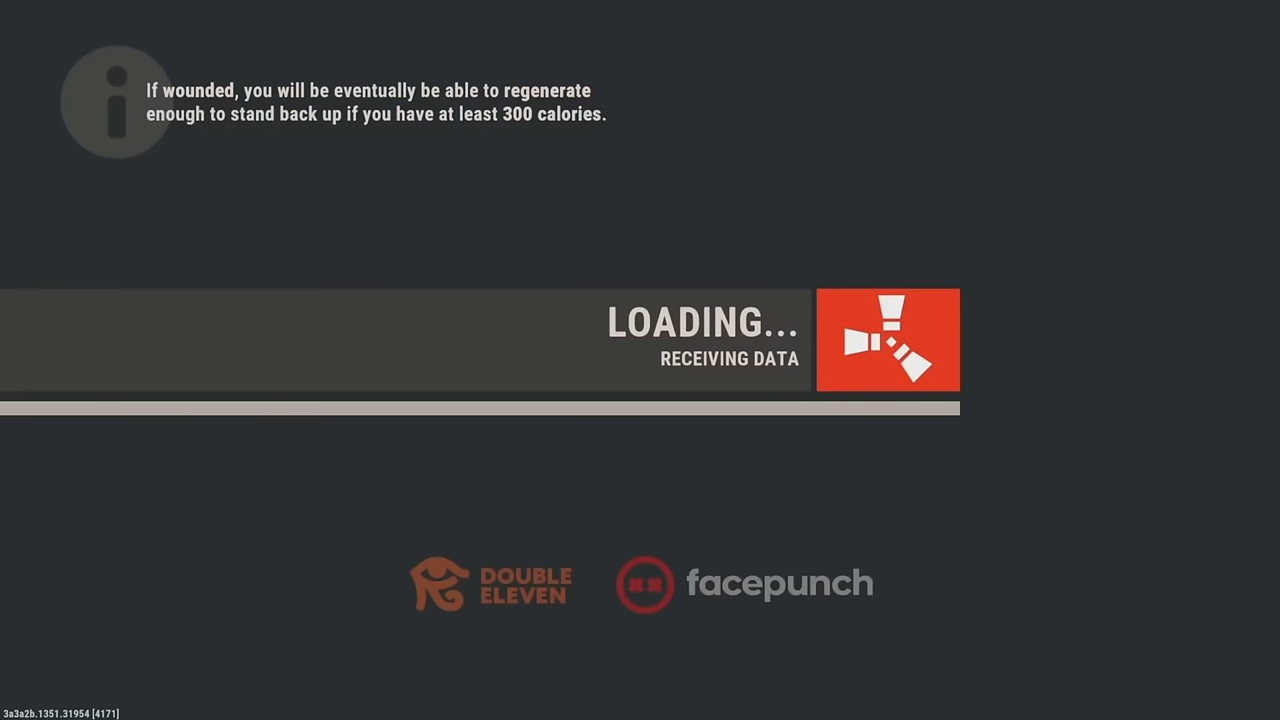 If wounded, you will be eventually be able to regenerate
enough to stand back up if you have at least 300 calories.
LOADING...
RECEIVING DATA
DOUBLE
ELEVEN
facepunch
3a3a2b.1351.31954 [4171]